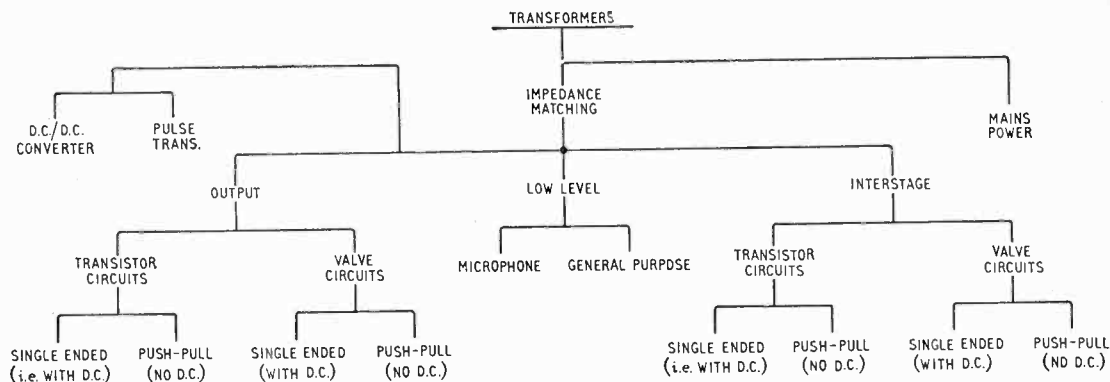 TRANSFORMERS
IMPEDANCE
MATCHING
D.C./D.C.
CONVERTER
PULSE
TRANS.
MAINS
POWER
OUTPUT
LOW LEVEL
INTERSTAGE
TRANSISTOR
CIRCUITS
VALVE
CIRCUITS
MICROPHONE
GENERAL PURPDSE
TRANSISTOR
CIRCUITS
VALVE
CIRCUITS
SINGLE ENDED
(i.e. WITH D.C.)
PUSH-PULL
(NO D.C.)
SINGLE ENDED
(WITH D.C.)
PUSH-PULL
(NO D.C.)
SINGLE ENDED
(i.e. WITH D.C.)
PUSH-PULL
(NO D.C.)
SINGLE ENDED
(WITH D.C.)
PUSH-PULL
(ND D.C.)